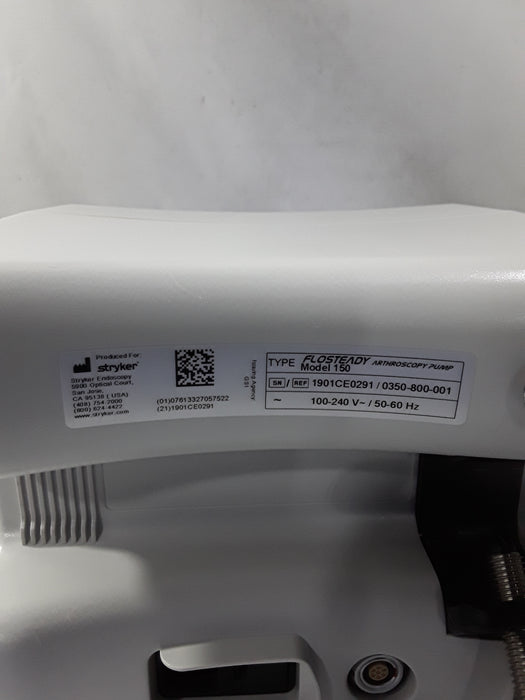 Produced For:
stryker
Stryker Endoscopy
5900 Optical Court,
San Jose,
CA 95138 ( USA)
(408) 754 2000
(800) 624-4422
www.stryker.com
(01)07613327057522
(21)1901CE0291
Issuing Agency
GS1
TYPE FLOSTEADY ARTHROSCOPY PUMP
Model 150
SN / REF 1901CE0291 / 0350-800-001
~ 100-240 V~ / 50-60 Hz